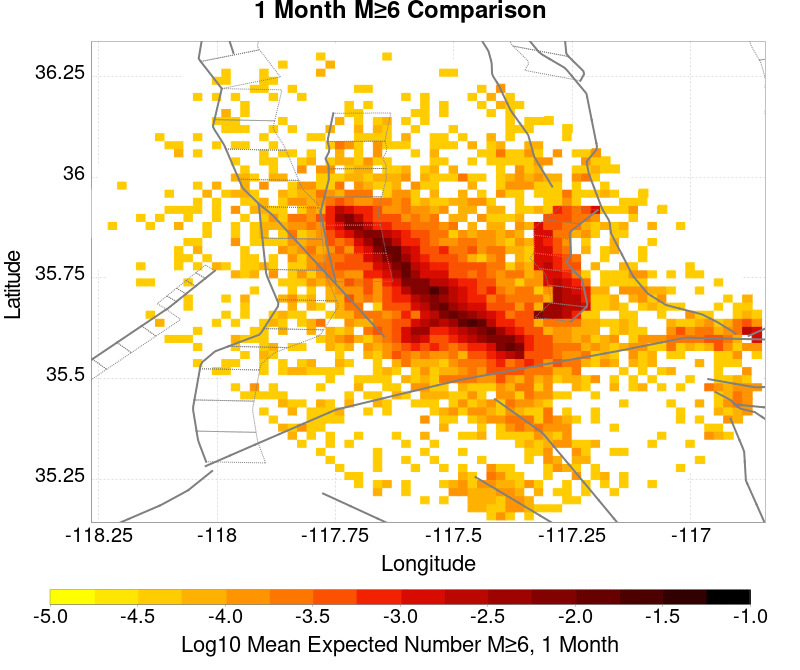 1 Month M≥6 Comparison
36.25
36
35.75
35.5
35.25
Latitude
-118.25 -118 -117.75 -117.5 -117.25 -117
Longitude
-5.0 -4.5 -4.0 -3.5 -3.0 -2.5 -2.0 -1.5 -1.0
Log10 Mean Expected Number M≥6, 1 Month